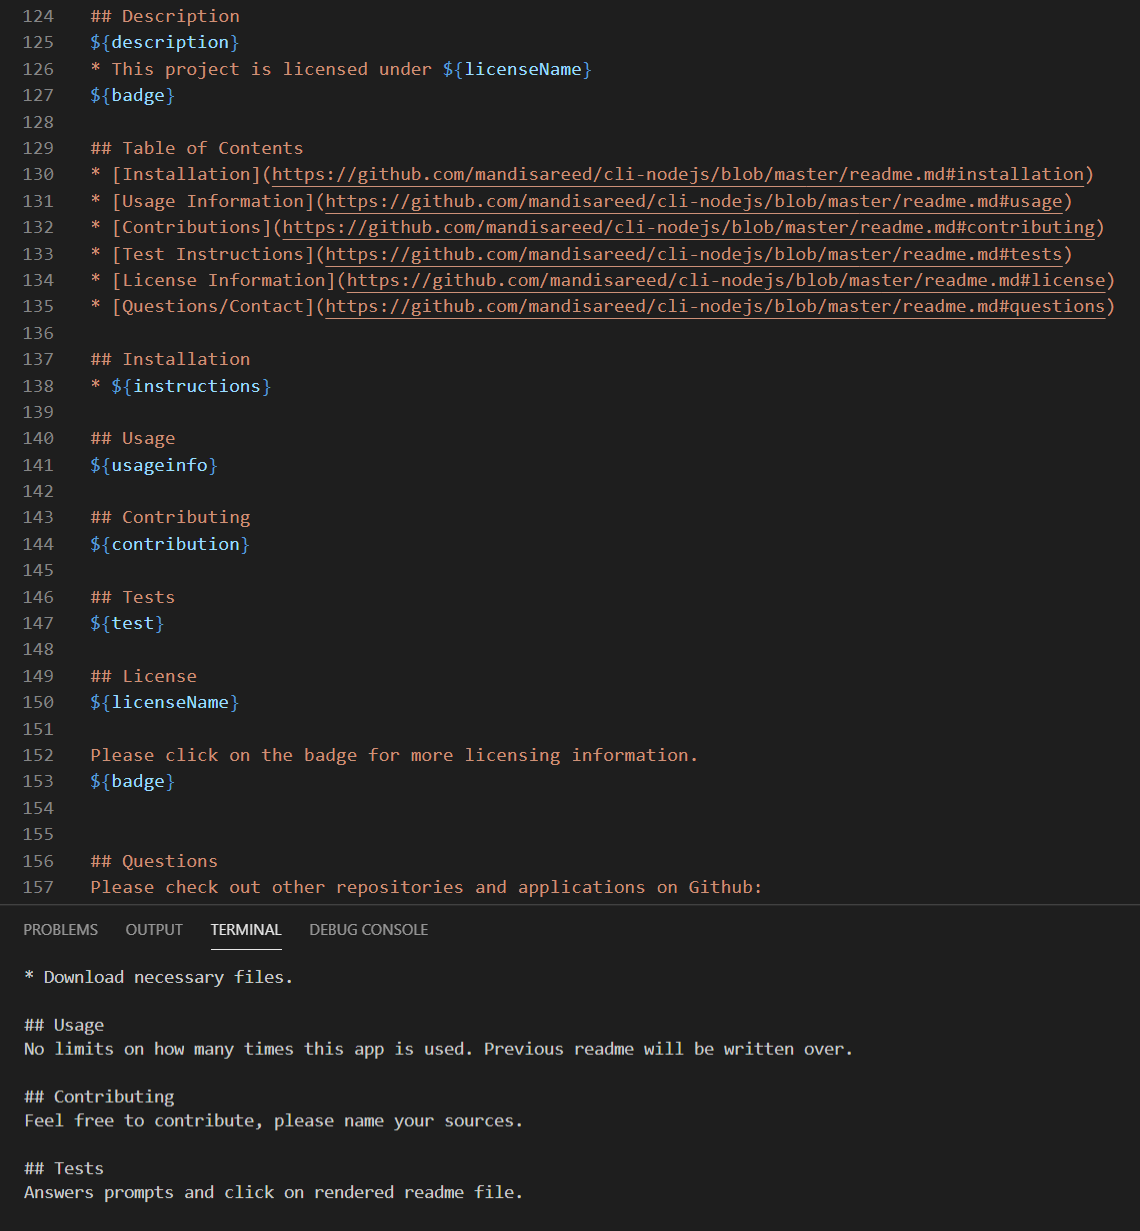 124 ## Description
125 ${description}
126 * This project is licensed under ${licenseName}
127 ${badge}
128
129 ## Table of Contents
130 * [Installation](https://github.com/mandisareed/cli-nodejs/blob/master/readme.md#installation)
131 * [Usage Information](https://github.com/mandisareed/cli-nodejs/blob/master/readme.md#usage)
132 * [Contributions](https://github.com/mandisareed/cli-nodejs/blob/master/readme.md#contributing)
133 * [Test Instructions](https://github.com/mandisareed/cli-nodejs/blob/master/readme.md#tests)
134 * [License Information](https://github.com/mandisareed/cli-nodejs/blob/master/readme.md#license)
135 * [Questions/Contact](https://github.com/mandisareed/cli-nodejs/blob/master/readme.md#questions)
136
137 ## Installation
138 * ${instructions}
139
140 ## Usage
141 ${usageinfo}
142
143 ## Contributing
144 ${contribution}
145
146 ## Tests
147 ${test}
148
149 ## License
150 ${licenseName}
151
152 Please click on the badge for more licensing information.
153 ${badge}
154
155
156 ## Questions
157 Please check out other repositories and applications on Github:
PROBLEMS OUTPUT TERMINAL DEBUG CONSOLE
* Download necessary files.
## Usage
No limits on how many times this app is used. Previous readme will be written over.
## Contributing
Feel free to contribute, please name your sources.
## Tests
Answers prompts and click on rendered readme file.